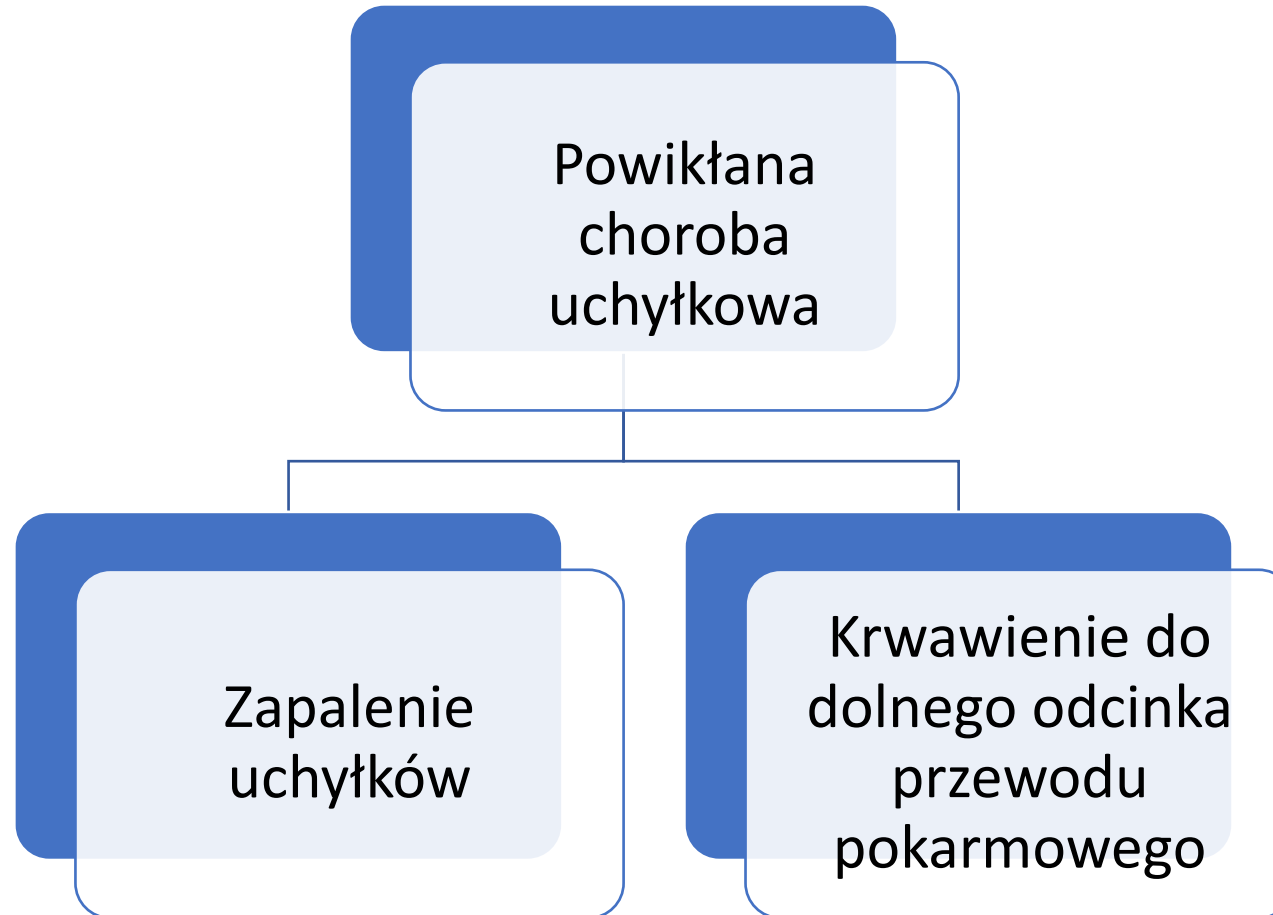 Powikłana
choroba
uchyłkowa
Zapalenie
uchyłków
Krwawienie do
dolnego odcinka
przewodu
pokarmowego